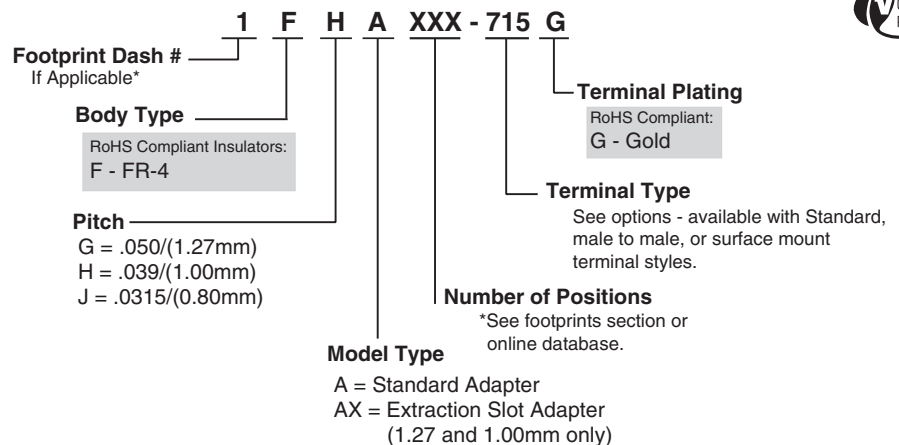 1 F H A XXX - 715 G
Footprint Dash #
If Applicable*
Body Type
RoHS Compliant Insulators:
F - FR-4
Pitch
G = .050/(1.27mm)
H = .039/(1.00mm)
J = .0315/(0.80mm)
Model Type
A = Standard Adapter
AX = Extraction Slot Adapter
(1.27 and 1.00mm only)
Number of Positions
*See footprints section or
online database.
Terminal Type
See options - available with Standard,
male to male, or surface mount
terminal styles.
Terminal Plating
RoHS Compliant:
G - Gold